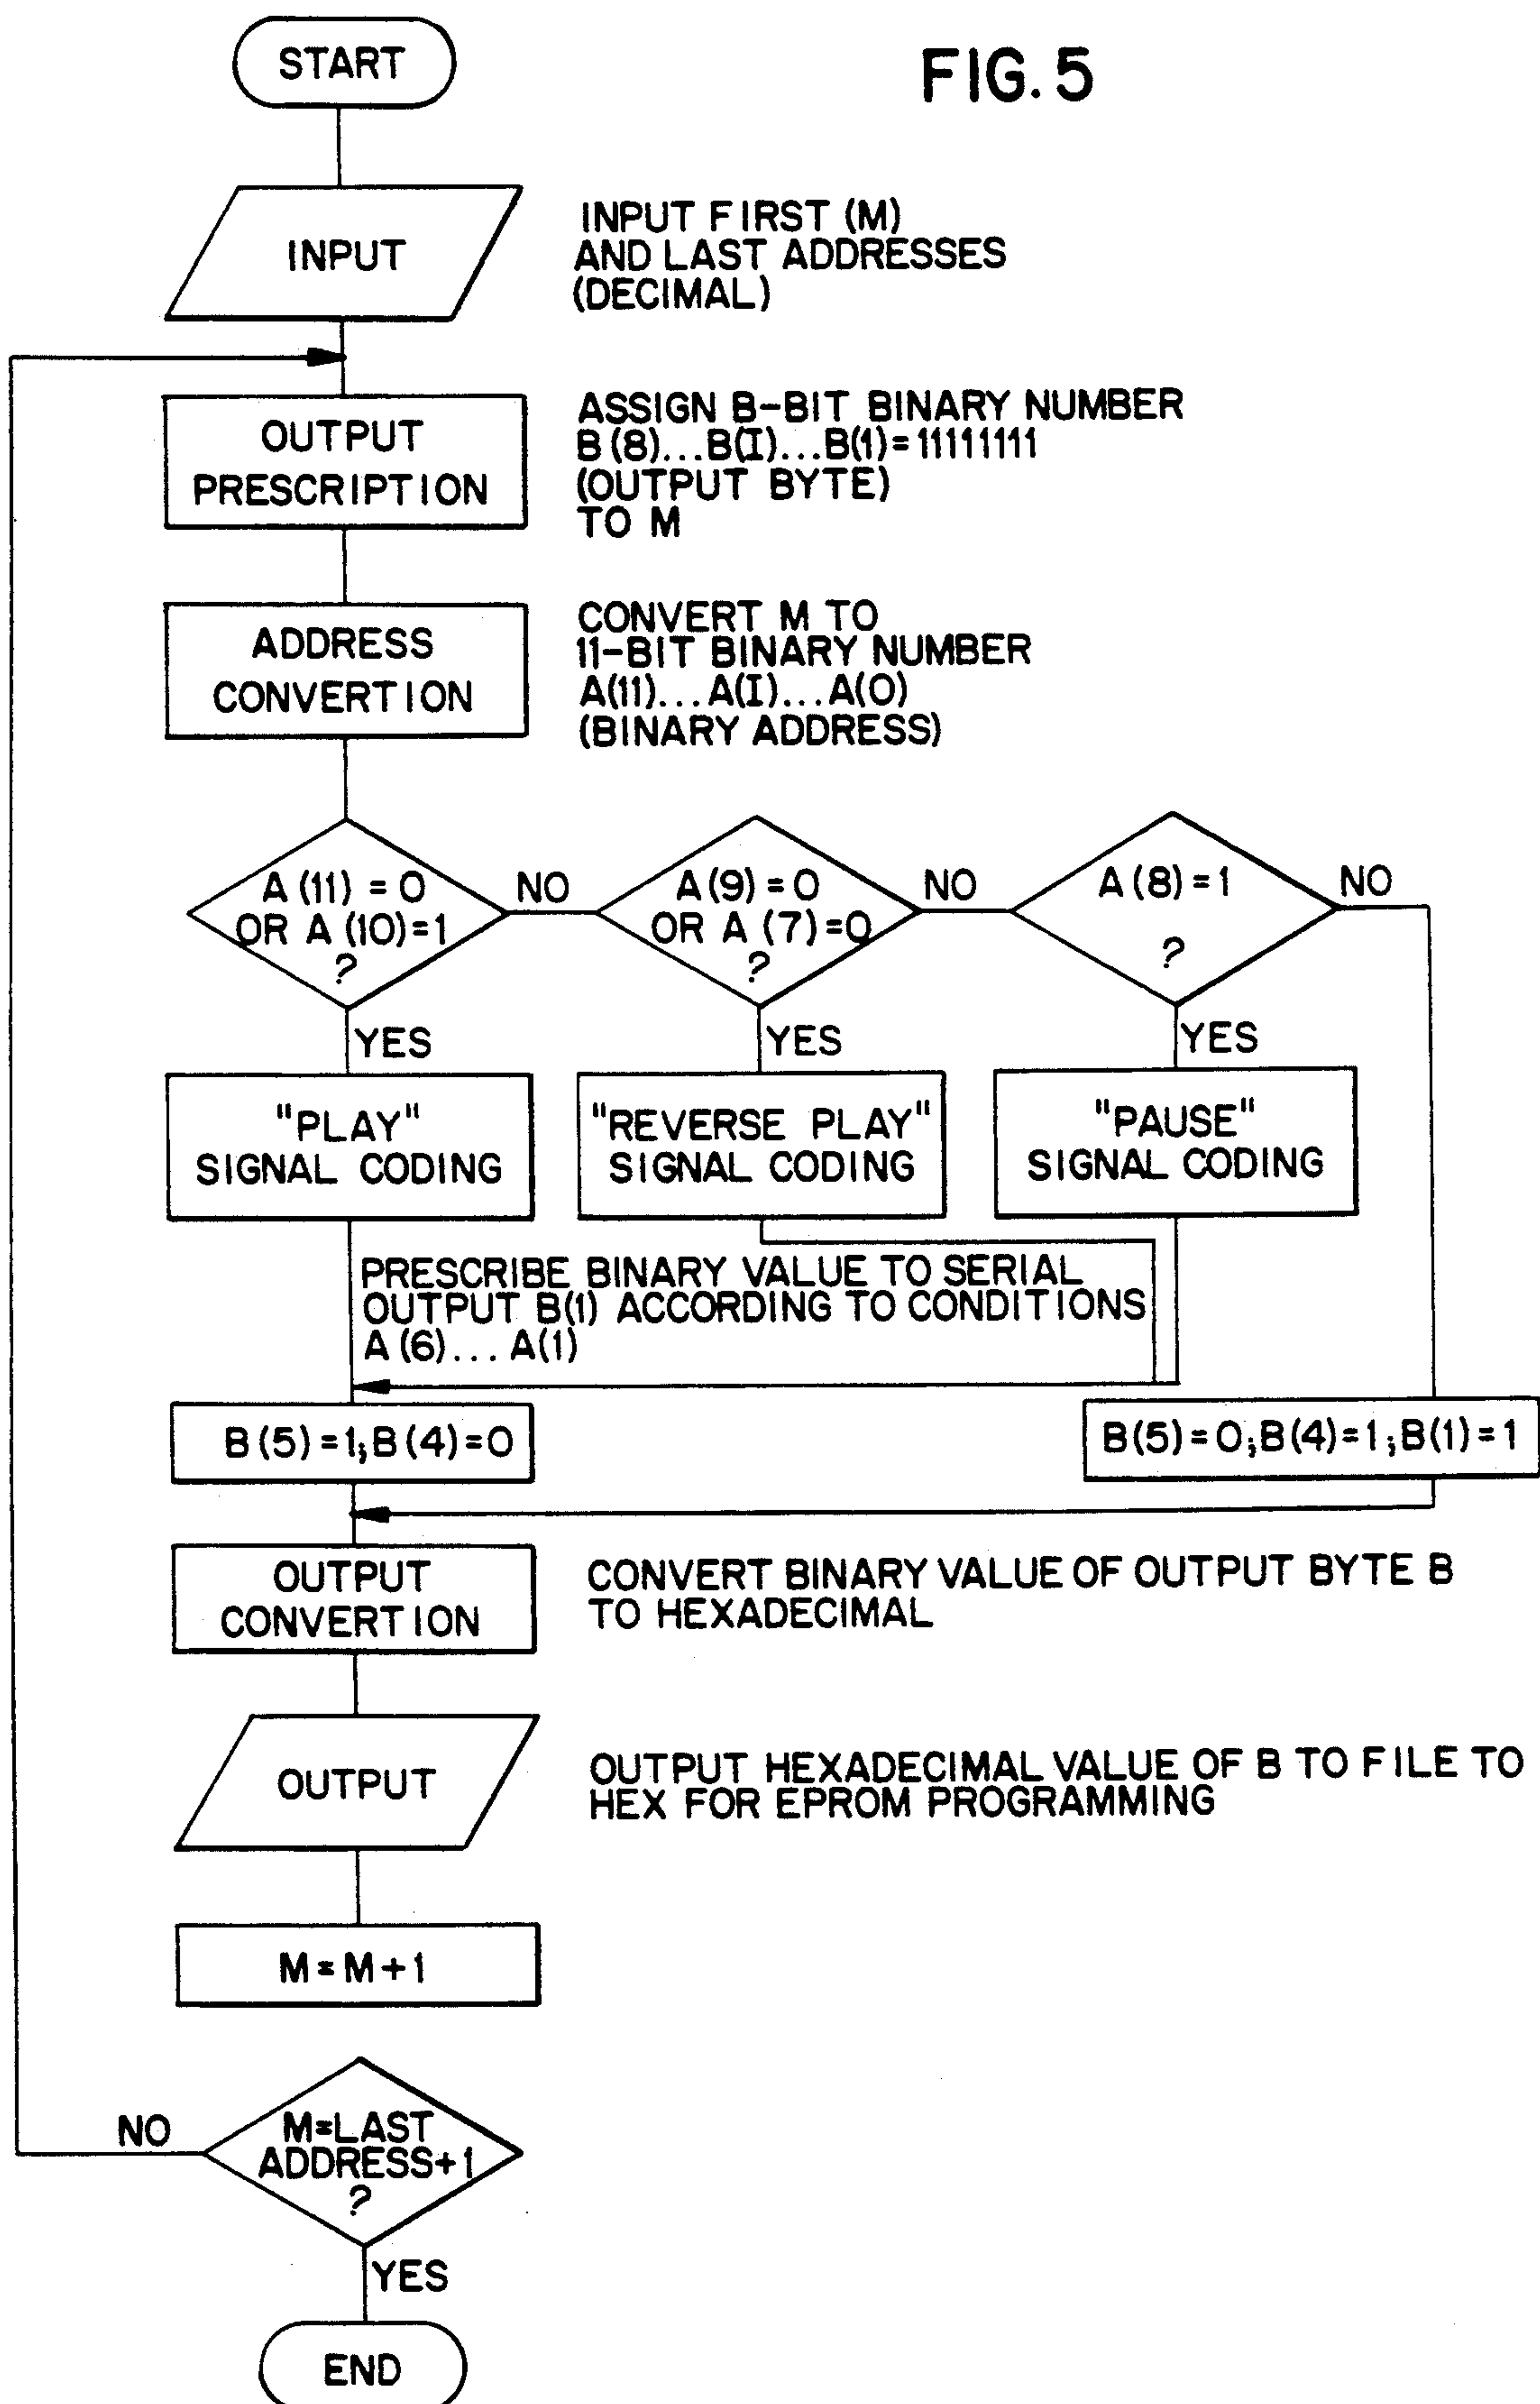 START
FIG. 5
INPUT
INPUT FIRST (M)
AND LAST ADDRESSES
(DECIMAL)
OUTPUT
PRESCRIPTION
ASSIGN B-BIT BINARY NUMBER
B(8)...B(I)...B(1)=11111111
(OUTPUT BYTE)
TO M
ADDRESS
CONVERTION
CONVERT M TO
11-BIT BINARY NUMBER
A(11)...A(I)...A(0)
(BINARY ADDRESS)
A(11)=0
OR A(10)=1
?
NO
A(9)=0
OR A(7)=0
?
NO
A(8)=1
?
NO
YES
YES
YES
"PLAY"
SIGNAL CODING
"REVERSE PLAY"
SIGNAL CODING
"PAUSE"
SIGNAL CODING
PRESCRIBE BINARY VALUE TO SERIAL
OUTPUT B(1) ACCORDING TO CONDITIONS
A(6)... A(1)
B(5)=1;B(4)=0
B(5)=0;B(4)=1;B(1)=1
OUTPUT
CONVERTION
CONVERT BINARY VALUE OF OUTPUT BYTE B
TO HEXADECIMAL
OUTPUT
OUTPUT HEXADECIMAL VALUE OF B TO FILE TO
HEX FOR EPROM PROGRAMMING
M=M+1
NO
M=LAST
ADDRESS+1
?
YES
END